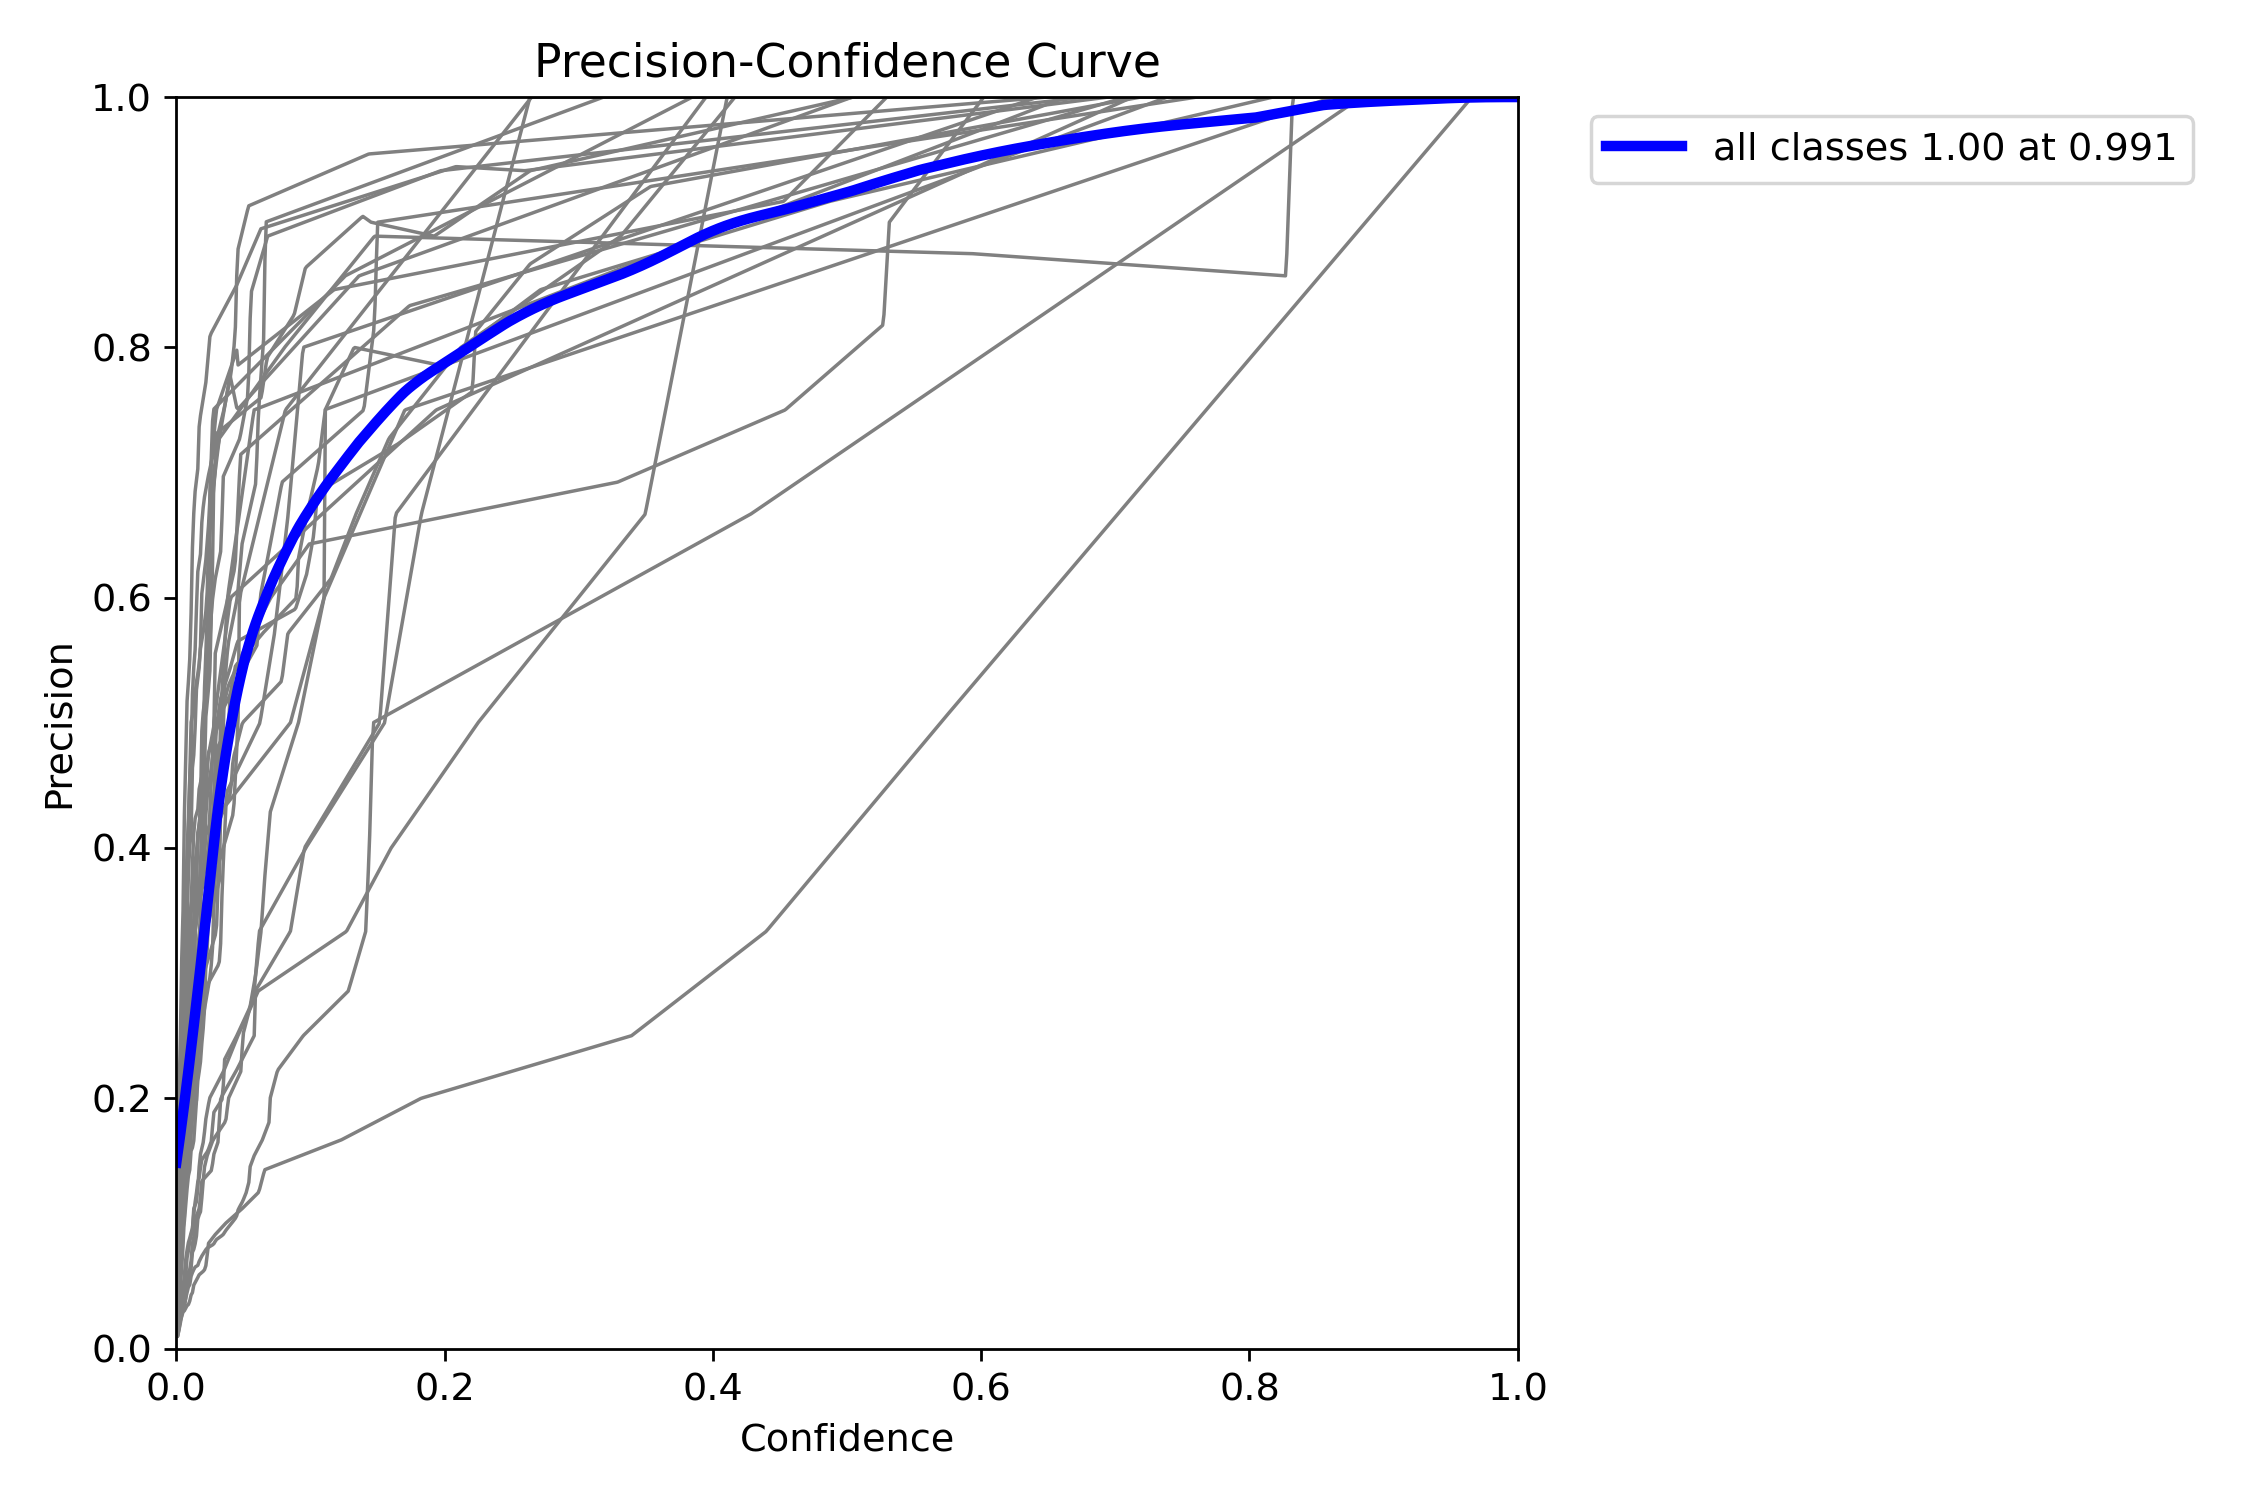 Precision-Confidence Curve
all classes 1.00 at 0.991
1.0
0.8
0.6
0.4
0.2
0.0
Precision
0.0 0.2 0.4 0.6 0.8 1.0
Confidence